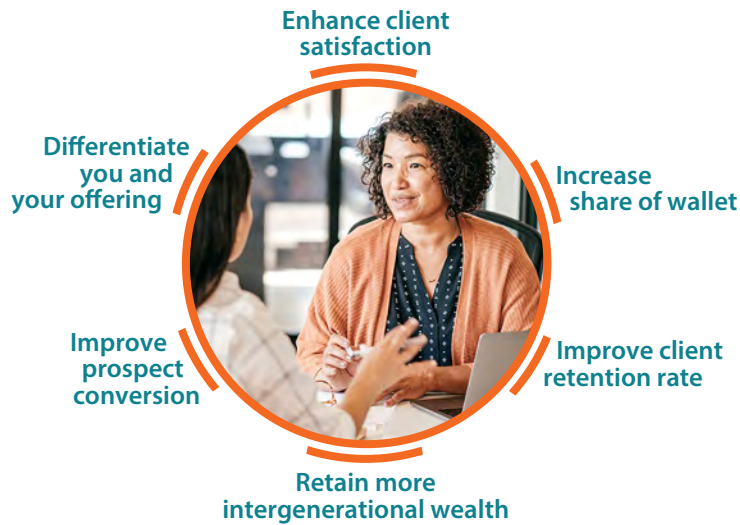 Enhance client
satisfaction
Increase
share of wallet
Improve client
retention rate
Retain more
intergenerational wealth
Improve
prospect
conversion
Differentiate
you and
your offering